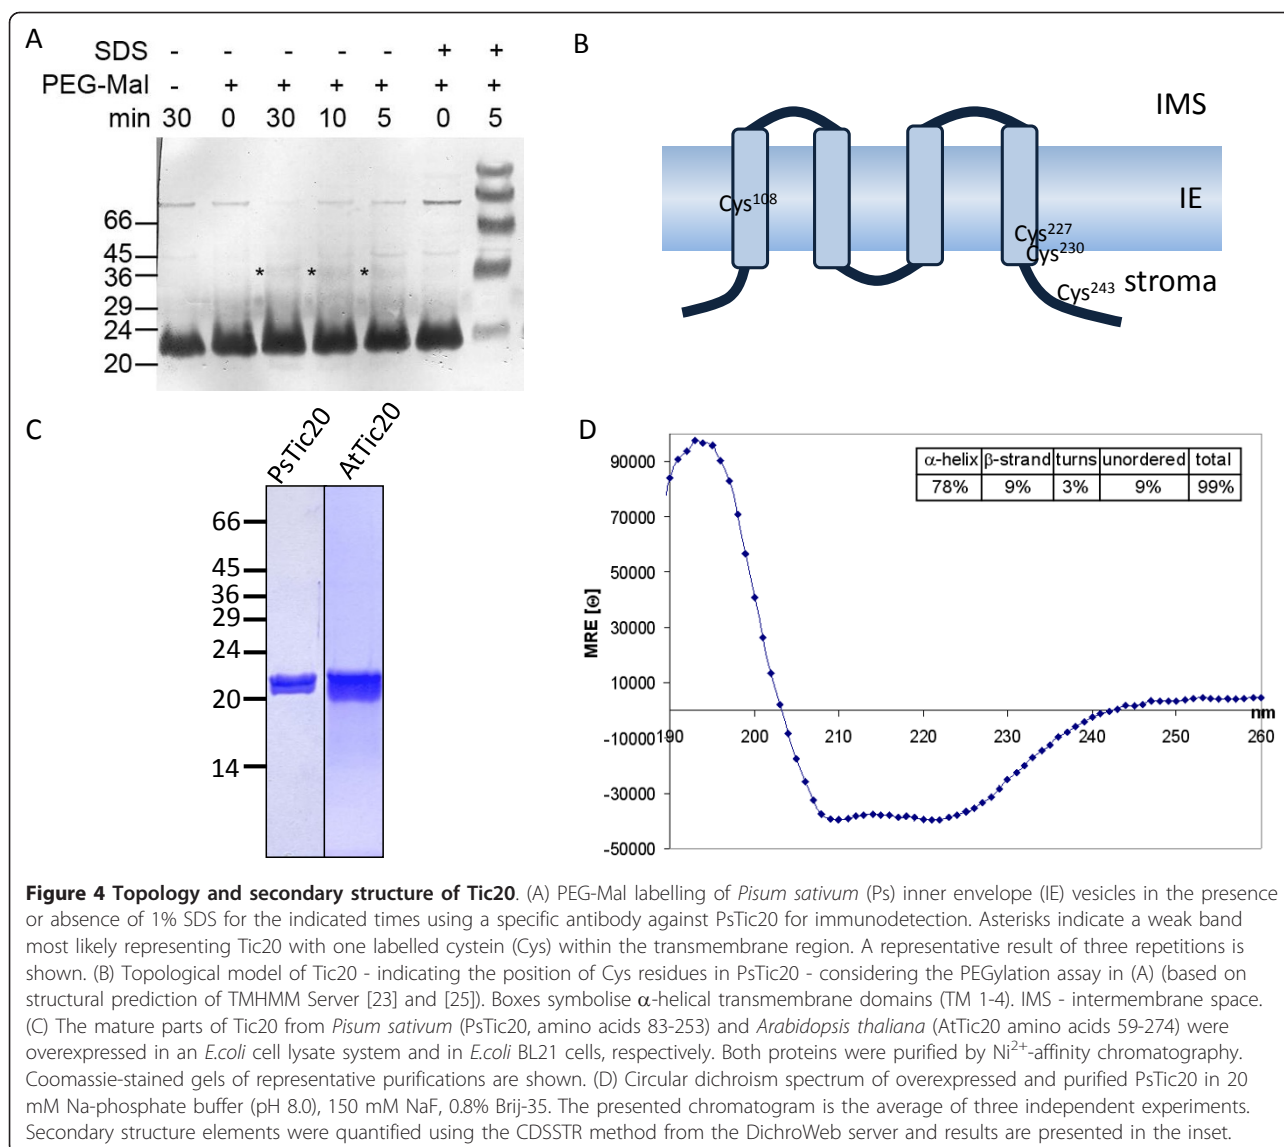 A
SDS - - - - - + +
PEG-Mal - + + + + + +
min 30 0 30 10 5 0 5
66
45
36
29
24
20
* * *
B
IMS
IE
stroma
Cys108
Cys227
Cys230
Cys243
C
PsTic20 AtTic20
66
45
36
29
24
20
14
D
α-helix β-strand turns unordered total
78% 9% 3% 9% 99%
MRE [Θ]
90000
70000
50000
30000
10000
-10000
-30000
-50000
190 200 210 220 230 240 250 260
nm
Figure 4 Topology and secondary structure of Tic20. (A) PEG-Mal labelling of Pisum sativum (Ps) inner envelope (IE) vesicles in the presence
or absence of 1% SDS for the indicated times using a specific antibody against PsTic20 for immunodetection. Asterisks indicate a weak band
most likely representing Tic20 with one labelled cystein (Cys) within the transmembrane region. A representative result of three repetitions is
shown. (B) Topological model of Tic20 - indicating the position of Cys residues in PsTic20 - considering the PEGylation assay in (A) (based on
structural prediction of TMHMM Server [23] and [25]). Boxes symbolise α-helical transmembrane domains (TM 1-4). IMS - intermembrane space.
(C) The mature parts of Tic20 from Pisum sativum (PsTic20, amino acids 83-253) and Arabidopsis thaliana (AtTic20 amino acids 59-274) were
overexpressed in an E.coli cell lysate system and in E.coli BL21 cells, respectively. Both proteins were purified by Ni2+-affinity chromatography.
Coomassie-stained gels of representative purifications are shown. (D) Circular dichroism spectrum of overexpressed and purified PsTic20 in 20
mM Na-phosphate buffer (pH 8.0), 150 mM NaF, 0.8% Brij-35. The presented chromatogram is the average of three independent experiments.
Secondary structure elements were quantified using the CDSSTR method from the DichroWeb server and results are presented in the inset.